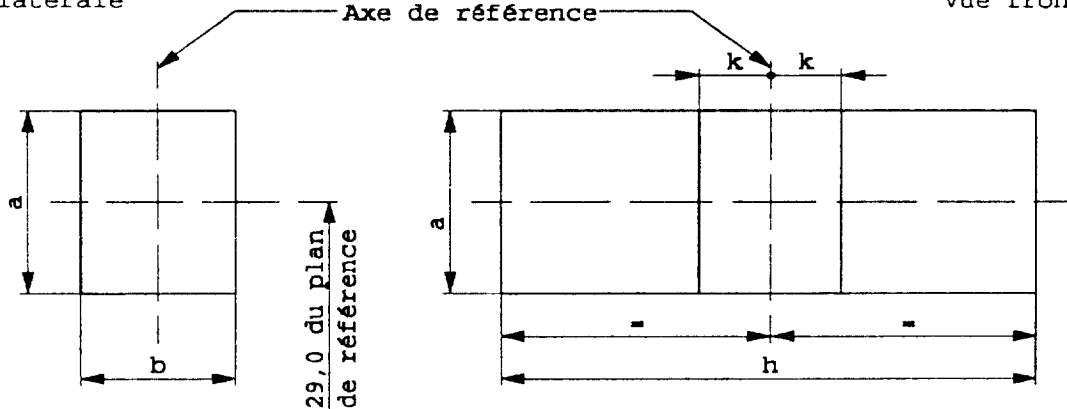 latérale
Axe de référence
Vue fron
k k
a
a
29,0 du plan
de référence
= =
b
h